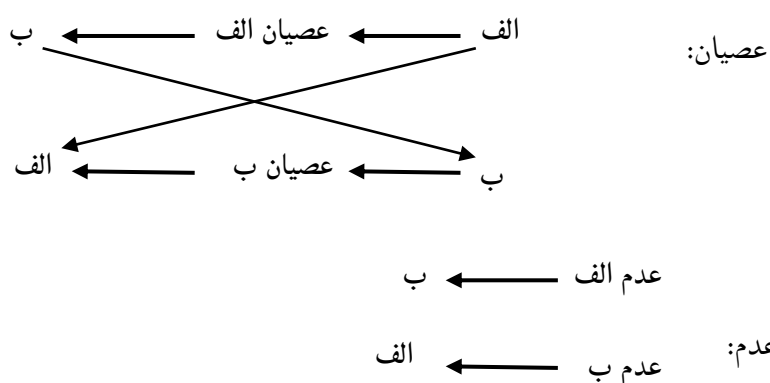 الف عصیان الف ب
عصیان:
ب عصیان ب الف
عدم الف ب
عدم:
عدم ب الف